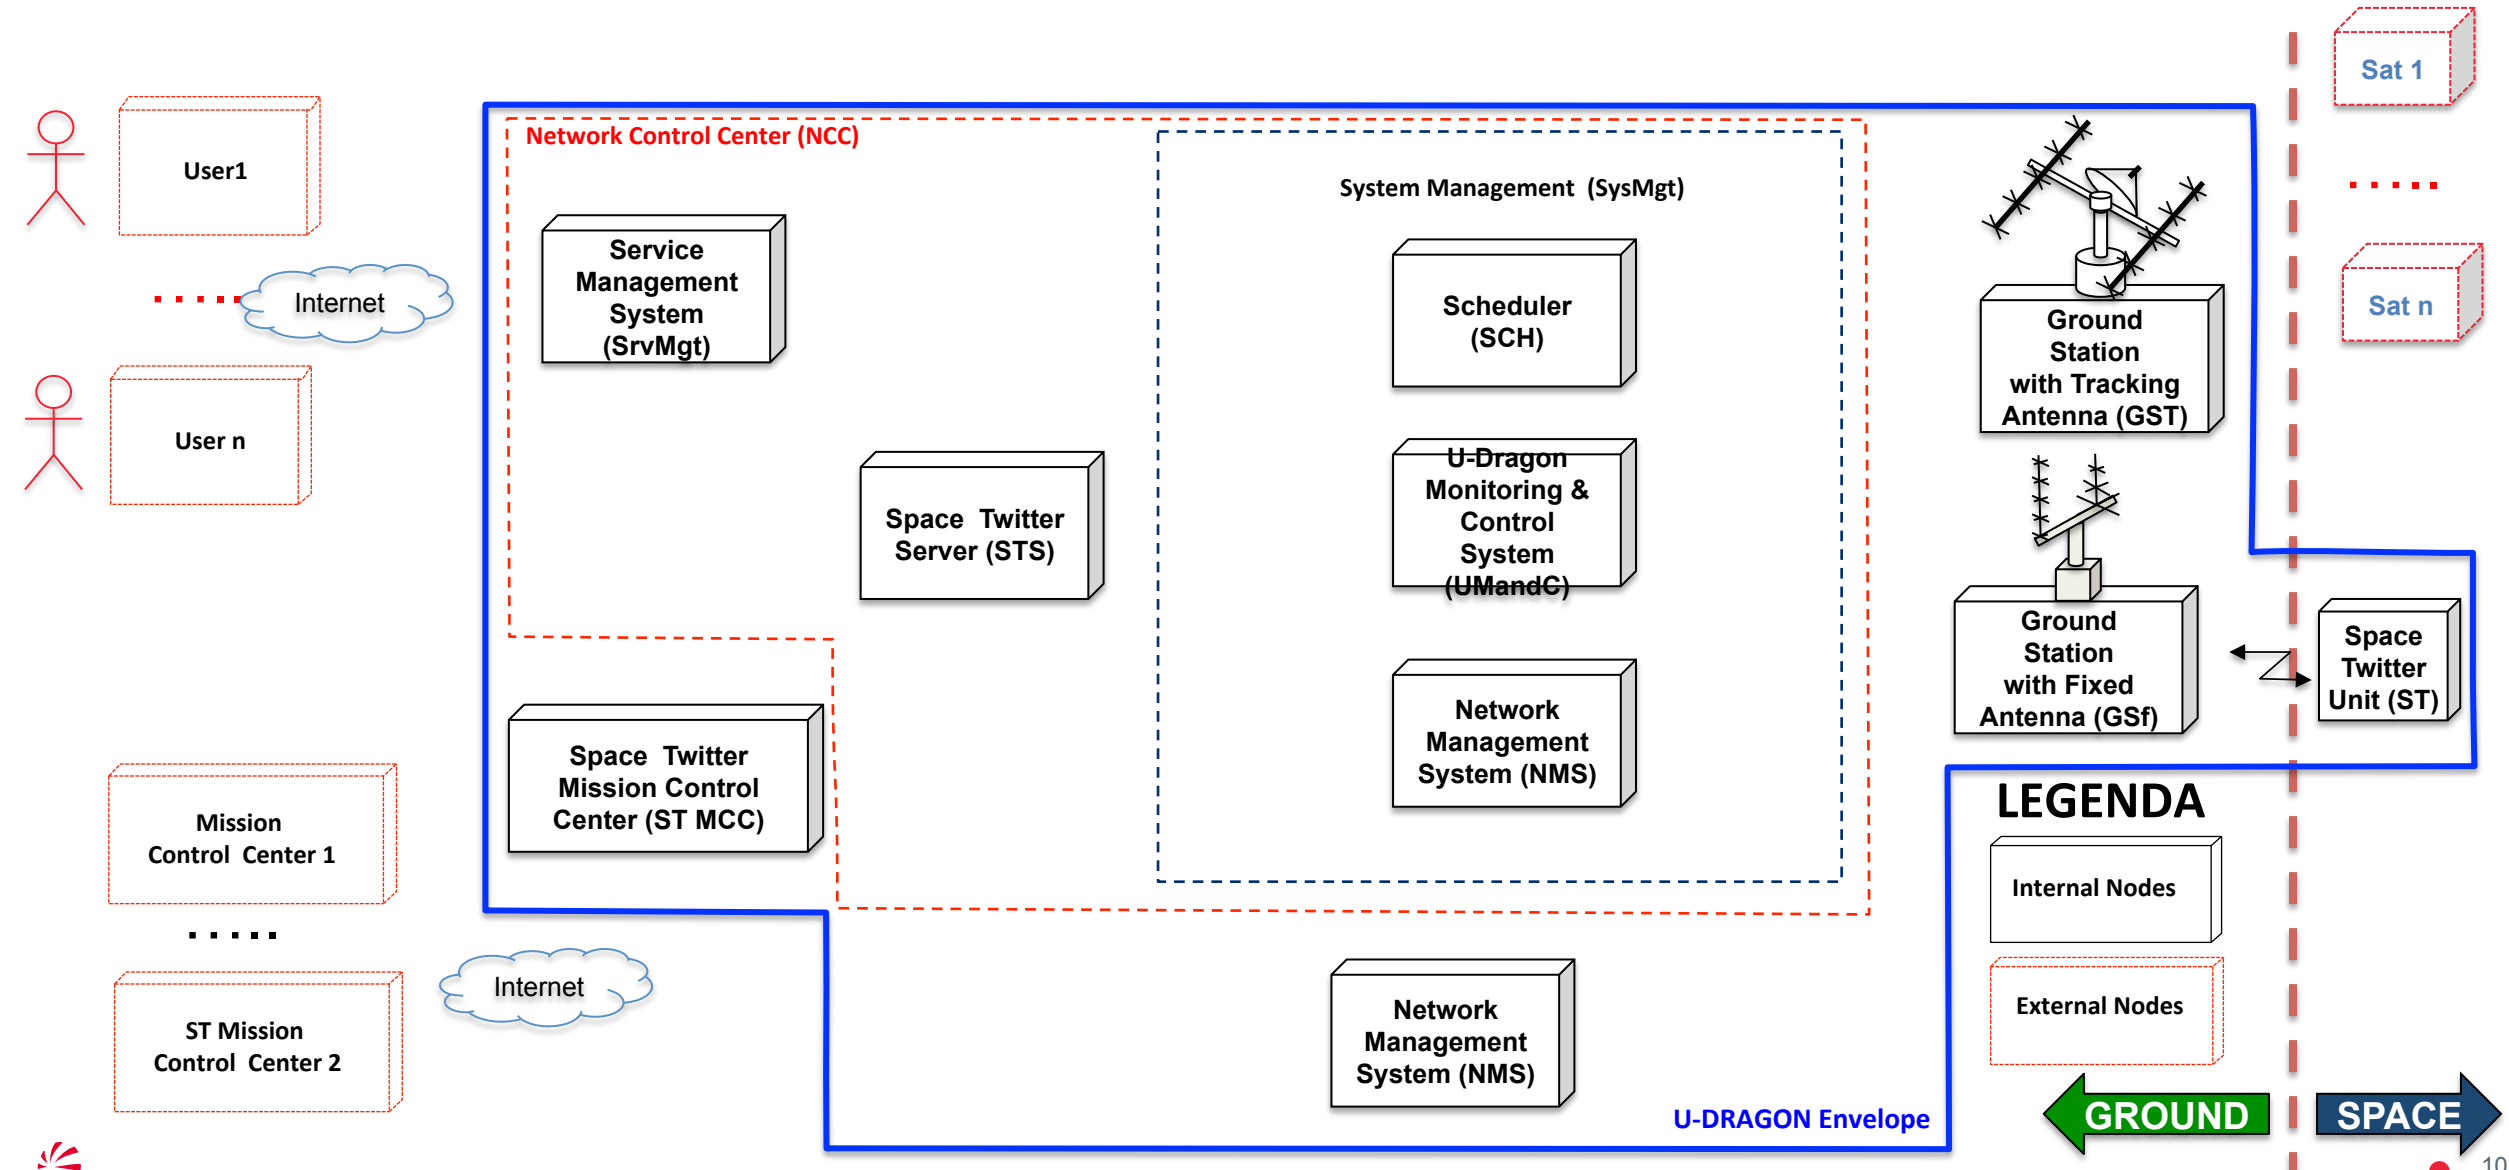 Sat 1
Sat n
User1
Internet
User n
Network Control Center (NCC)
System Management  (SysMgt)
Service
Management
System
(SrvMgt)
Scheduler
(SCH)
Ground
Station
with Tracking
Antenna (GST)
Space  Twitter
Server (STS)
U-Dragon
Monitoring &
Control
System
(UMandC)
Ground
Station
with Fixed
Antenna (GSf)
Space
Twitter
Unit (ST)
Space  Twitter
Mission Control
Center (ST MCC)
Network
Management
System (NMS)
Mission
Control  Center 1
ST Mission
Control  Center 2
Internet
Network
Management
System (NMS)
U-DRAGON Envelope
LEGENDA
Internal Nodes
External Nodes
GROUND
SPACE
10